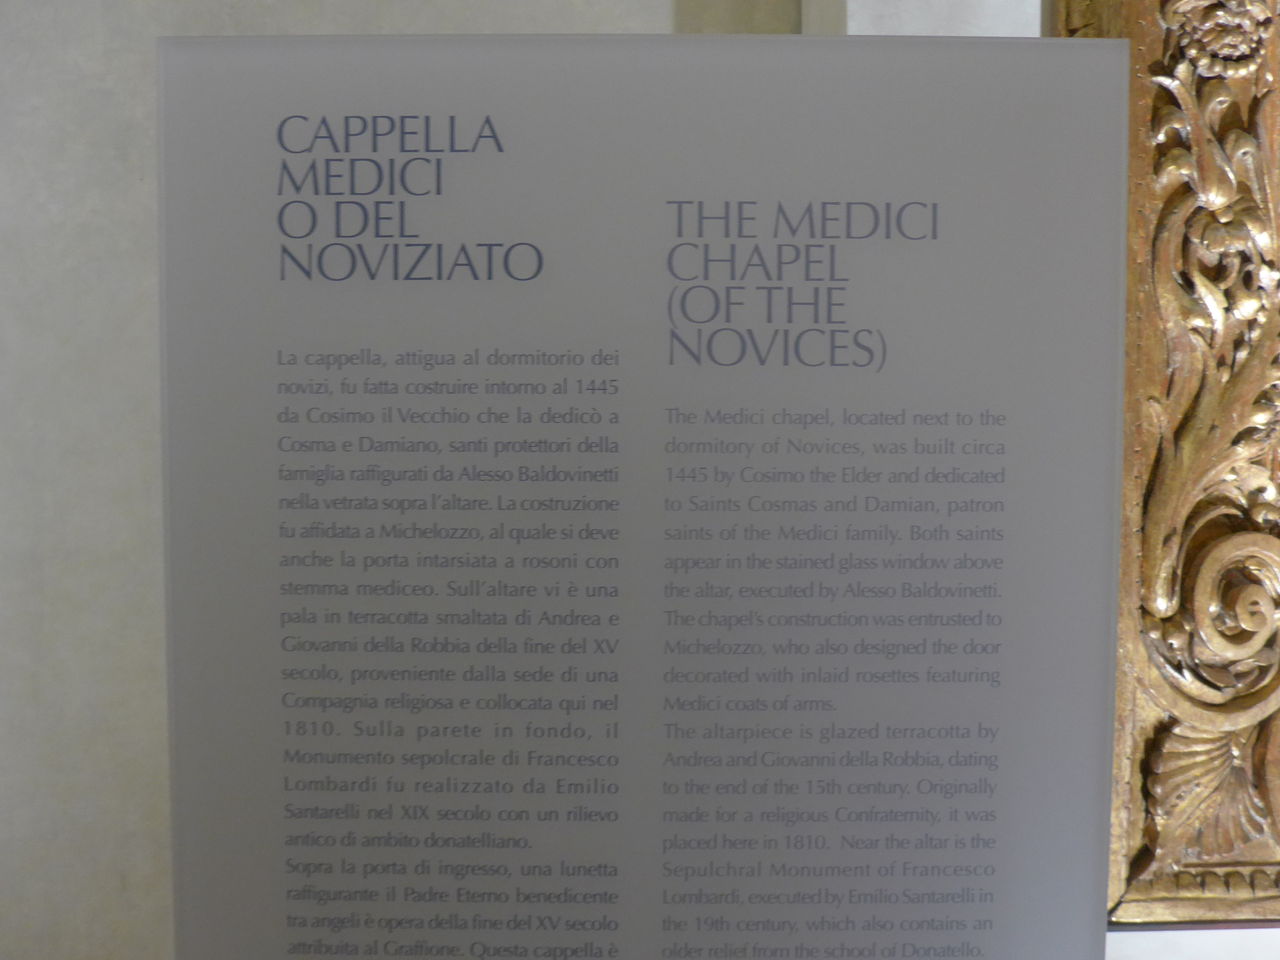 CAPPELLA
MEDICI
O DEL
NOVIZIATO
La cappella, attigua al dormitorio dei
novizi, fu fatta costruire intorno al 1445
da Cosimo il Vecchio che la dedicò a
Cosma e Damiano, santi protettori della
famiglia raffigurati da Alesso Baldovinetti
nella vetrata sopra l'altare. La costruzione
fu affidata a Michelozzo, al quale si deve
anche la porta intarsiata a rosoni con
stemma mediceo. Sull'altare vi è una
pala in terracotta smaltata di Andrea e
Giovanni della Robbia della fine del XV
secolo, proveniente dalla sede di una
Compagnia religiosa e collocata qui nel
1810. Sulla parete in fondo, il
Monumento sepolcrale di Francesco
Lombardi fu realizzato da Emilio
Santarelli nel XIX secolo con un rilievo
antico di ambito donatelliano.
Sopra la porta di ingresso, una lunetta
raffigurante il Padre Eterno benedicente
tra angeli è opera della fine del XV secolo
attribuita al Graffione. Questa cappella è
THE MEDICI
CHAPEL
(OF THE
NOVICES)
The Medici chapel, located next to the
dormitory of Novices, was built circa
1445 by Cosimo the Elder and dedicated
to Saints Cosmas and Damian, patron
saints of the Medici family. Both saints
appear in the stained glass window above
the altar, executed by Alesso Baldovinetti.
The chapel's construction was entrusted to
Michelozzo, who also designed the door
decorated with inlaid rosettes featuring
Medici coats of arms.
The altarpiece is glazed terracotta by
Andrea and Giovanni della Robbia, dating
to the end of the 15th century. Originally
made for a religious Confraternity, it was
placed here in 1810. Near the altar is the
Sepulchral Monument of Francesco
Lombardi, executed by Emilio Santarelli in
the 19th century, which also contains an
older relief from the school of Donatello.